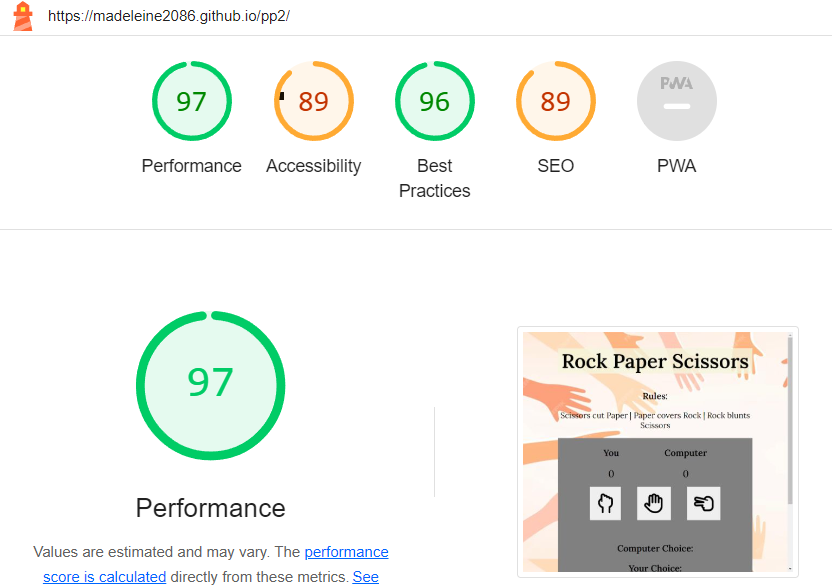 https://madeleine2086.github.io/pp2/
97
89
96
89
PWA
Performance
Accessibility
Best
Practices
SEO
PWA
97
Performance
Values are estimated and may vary. The performance
score is calculated directly from these metrics. See
Rock Paper Scissors
Rules:
Scissors cut Paper | Paper covers Rock | Rock blunts
Scissors
You
Computer
0
0
Computer Choice:
Your Choice: